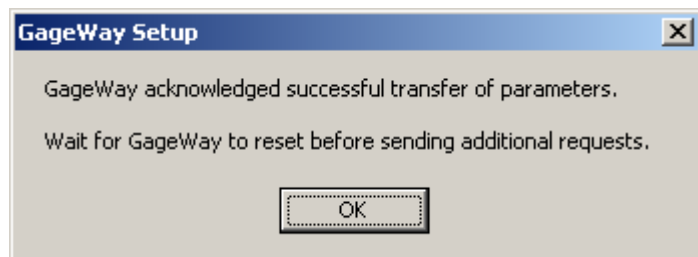 GageWay Setup
GageWay acknowledged successful transfer of parameters.
Wait for GageWay to reset before sending additional requests.
OK